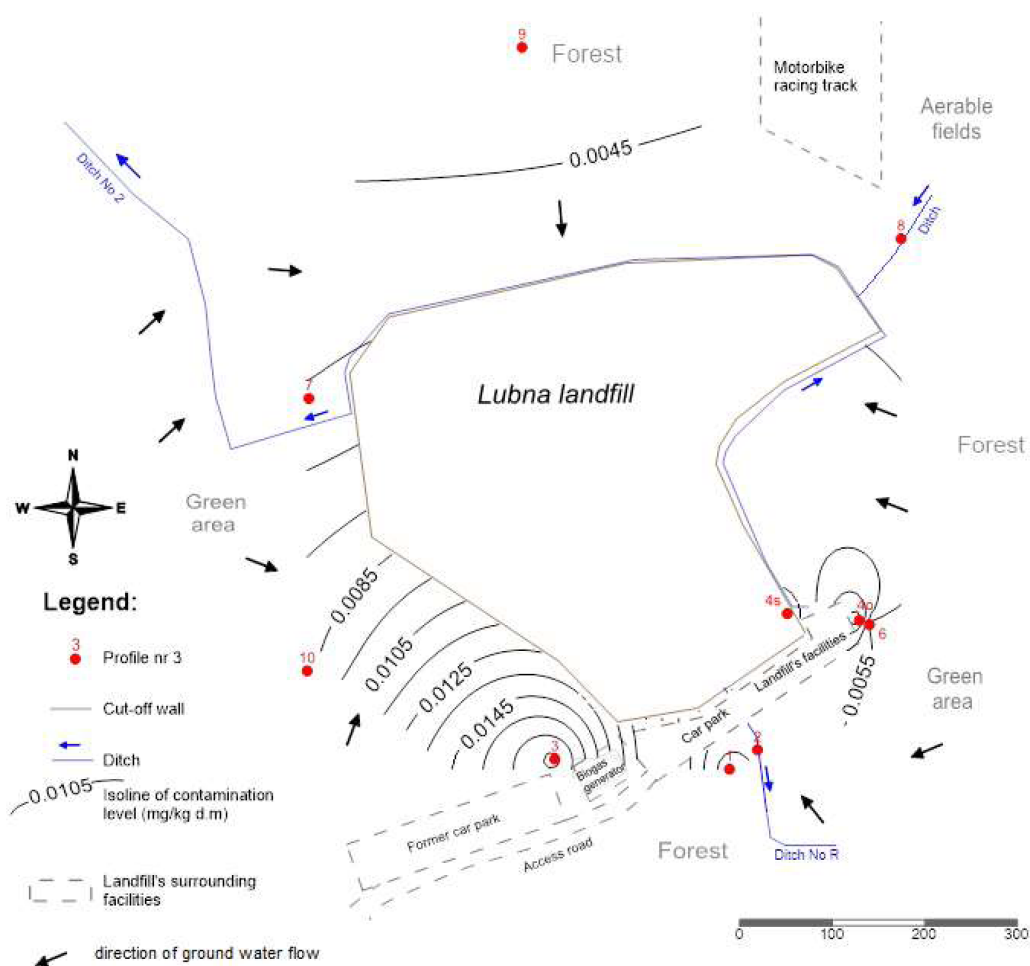 9
Forest
Motorbike
racing track
Aerable
fields
0.0045
Ditch No 2
8
Ditch
7
Lubna landfill
Forest
N
W
E
S
Green
area
0.0085
4s
4o
6
Landfill's facilities
0.0055
Green
area
10
0.0105
0.0125
0.0145
Car park
3
Biogas
generator
1
2
Former car park
Access road
Forest
Ditch No R
Legend:
3
Profile nr 3
Cut-off wall
Ditch
0.0105
Isoline of contamination
level (mg/kg d.m)
Landfill's surrounding
facilities
direction of ground water flow
0
100
200
300